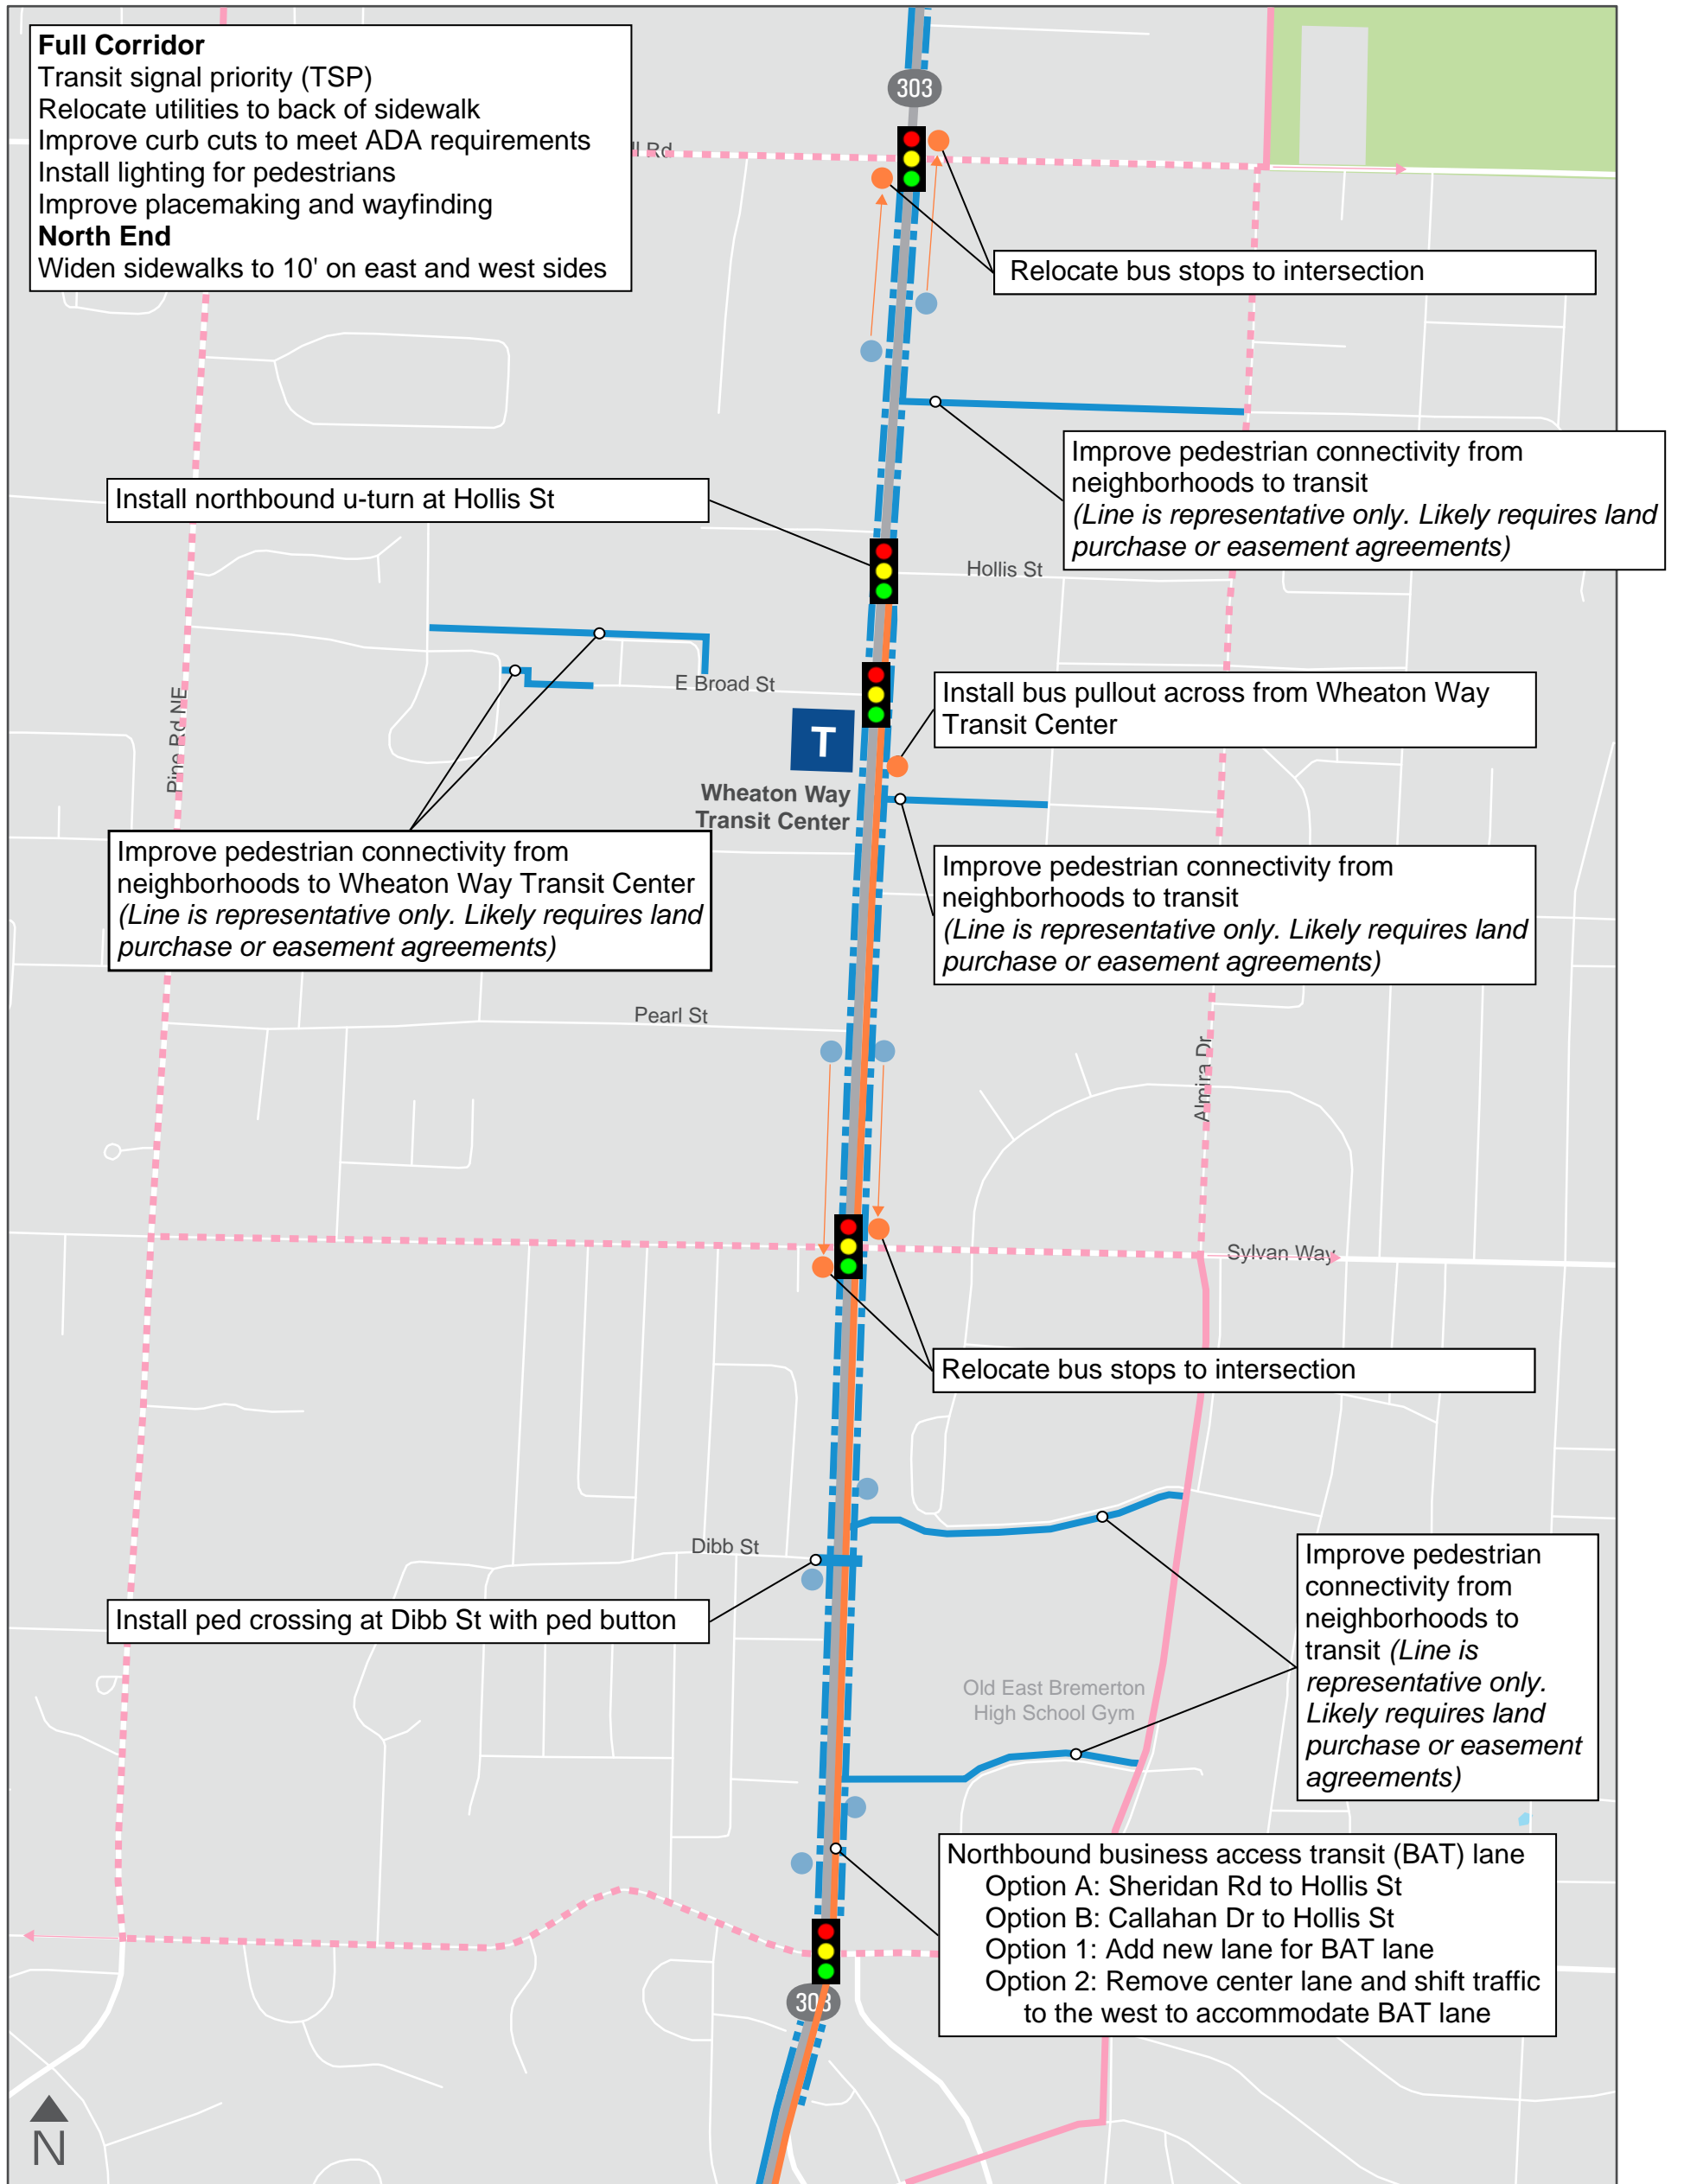 Full Corridor
Transit signal priority (TSP)
Relocate utilities to back of sidewalk
Improve curb cuts to meet ADA requirements
Install lighting for pedestrians
Improve placemaking and wayfinding
North End
Widen sidewalks to 10' on east and west sides
303
Rd
Relocate bus stops to intersection
Improve pedestrian connectivity from
neighborhoods to transit
(Line is representative only. Likely requires land
purchase or easement agreements)
Install northbound u-turn at Hollis St
Hollis St
E Broad St
Pine Rd NE
T
Wheaton Way
Transit Center
Install bus pullout across from Wheaton Way
Transit Center
Improve pedestrian connectivity from
neighborhoods to Wheaton Way Transit Center
(Line is representative only. Likely requires land
purchase or easement agreements)
Improve pedestrian connectivity from
neighborhoods to transit
(Line is representative only. Likely requires land
purchase or easement agreements)
Pearl St
Almira Dr
Sylvan Way
Relocate bus stops to intersection
Dibb St
Install ped crossing at Dibb St with ped button
Improve pedestrian
connectivity from
neighborhoods to
transit (Line is
representative only.
Likely requires land
purchase or easement
agreements)
Old East Bremerton
High School Gym
Northbound business access transit (BAT) lane
Option A: Sheridan Rd to Hollis St
Option B: Callahan Dr to Hollis St
Option 1: Add new lane for BAT lane
Option 2: Remove center lane and shift traffic
to the west to accommodate BAT lane
303
N